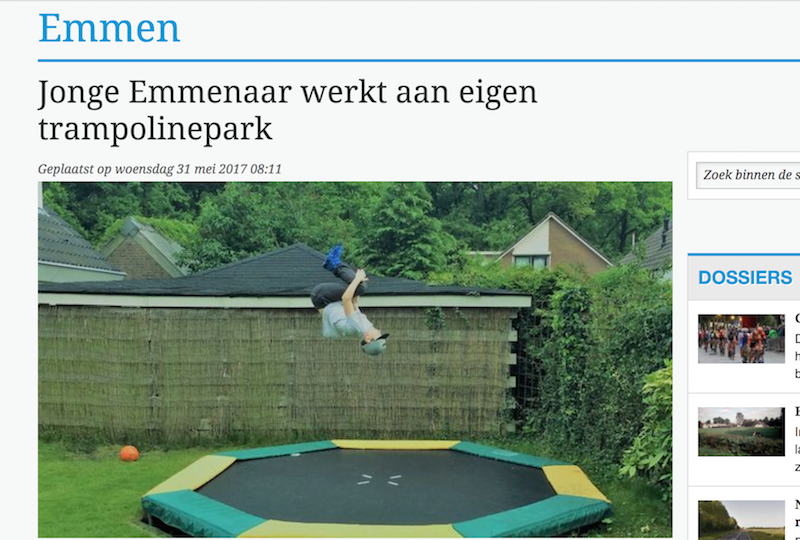 Emmen
Jonge Emmenaar werkt aan eigen
trampolinepark
Geplaatst op woensdag 31 mei 2017 08:11
Zoek binnen de s
DOSSIERS